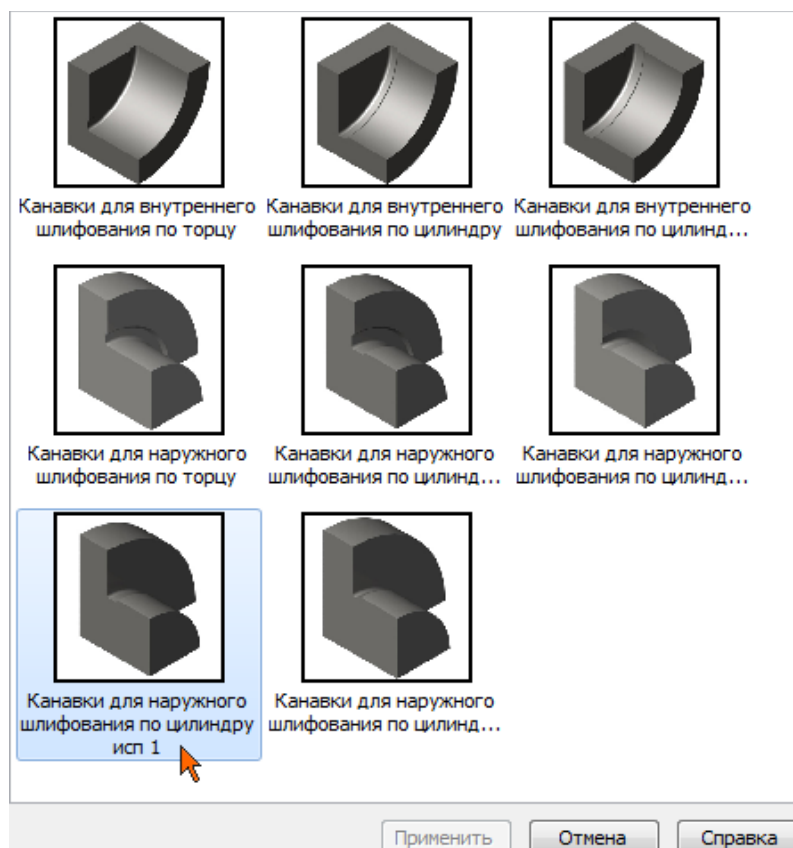 Канавки для внутреннего
шлифования по торцу
Канавки для внутреннего
шлифования по цилиндру
Канавки для внутреннего
шлифования по цилинд...
Канавки для наружного
шлифования по торцу
Канавки для наружного
шлифования по цилинд...
Канавки для наружного
шлифования по цилинд...
Канавки для наружного
шлифования по цилиндру
исп 1
Канавки для наружного
шлифования по цилинд...
Применить
Отмена
Справка